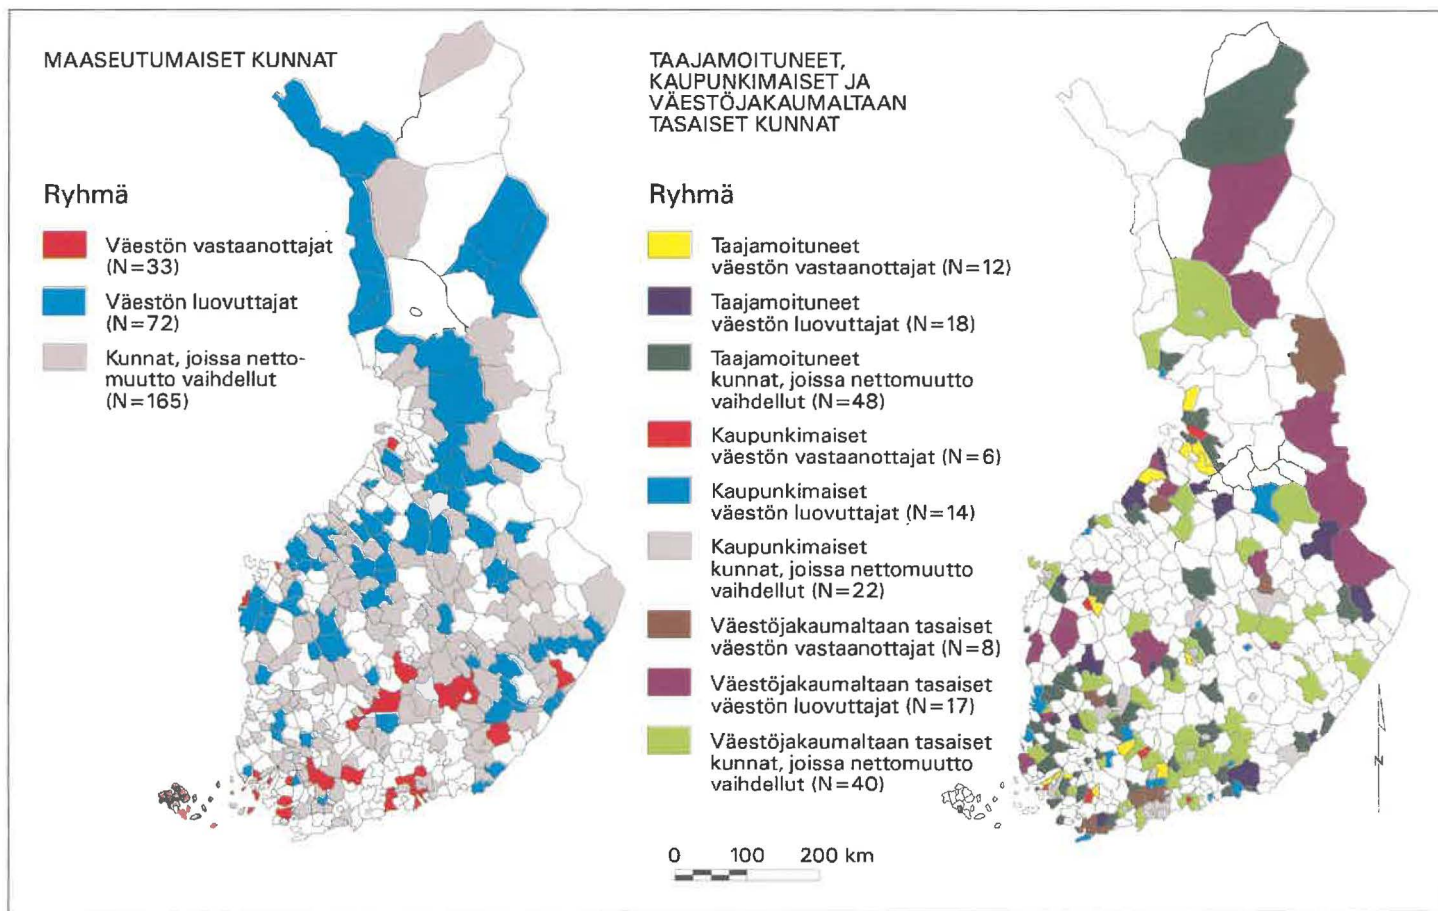 MAASEUTUMAISET KUNNAT
Ryhmä
Väestön vastaanottajat
(N=33)
Väestön luovuttajat
(N=72)
Kunnat, joissa netto-
muutto vaihdellut
(N=165)
TAAJAMOITUNEET,
KAUPUNKIMAISET JA
VÄESTÖJAKAUMALTAAN
TASAISET KUNNAT
Ryhmä
Taajamoituneet
väestön vastaanottajat (N=12)
Taajamoituneet
väestön luovuttajat (N=18)
Taajamoituneet
kunnat, joissa nettomuutto
vaihdellut (N=48)
Kaupunkimaiset
väestön vastaanottajat (N=6)
Kaupunkimaiset
väestön luovuttajat (N=14)
Kaupunkimaiset
kunnat, joissa nettomuutto
vaihdellut (N=22)
Väestöjakaumaltaan tasaiset
väestön vastaanottajat (N=8)
Väestöjakaumaltaan tasaiset
väestön luovuttajat (N=17)
Väestöjakaumaltaan tasaiset
kunnat, joissa nettomuutto
vaihdellut (N=40)
0 100 200 km
N